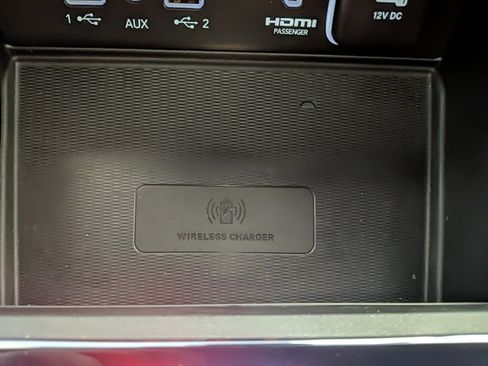 1 AUX 2 HDMI 12V DC
PASSENGER
WIRELESS CHARGER